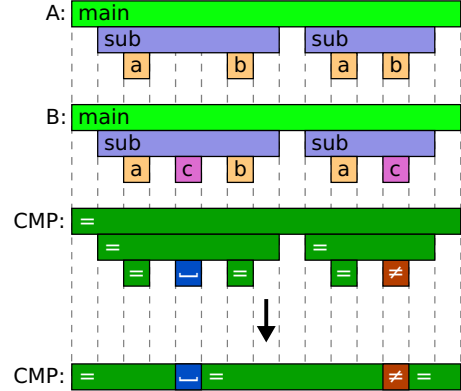 A: main
sub sub
a b a b
B: main
sub sub
a c b a c
CMP: =
= =
= ␣ = = ≠
CMP: = ␣ = ≠ =